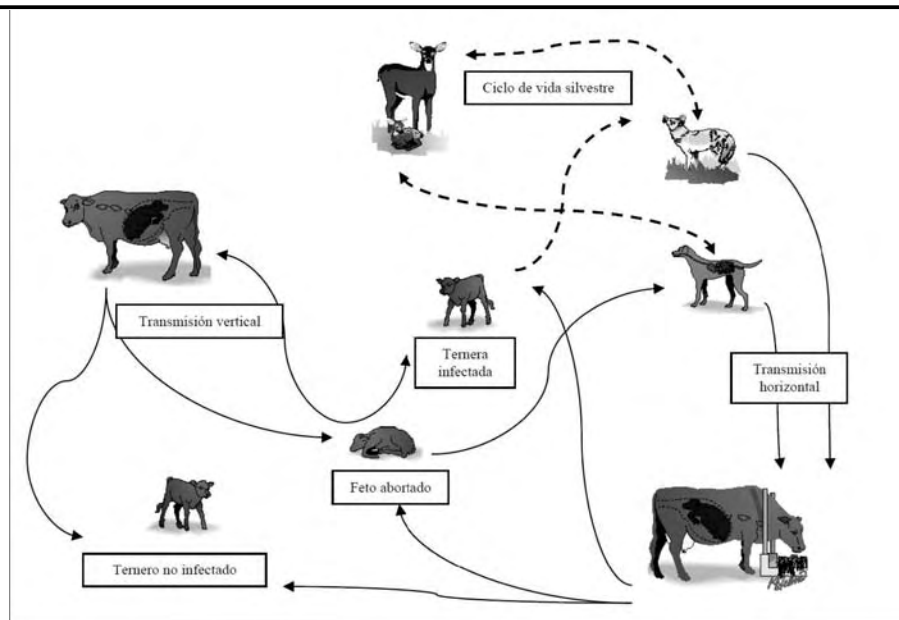 Ciclo de vida silvestre
Transmisión vertical
Ternera
infectada
Transmisión
horizontal
Feto abortado
Ternero no infectado